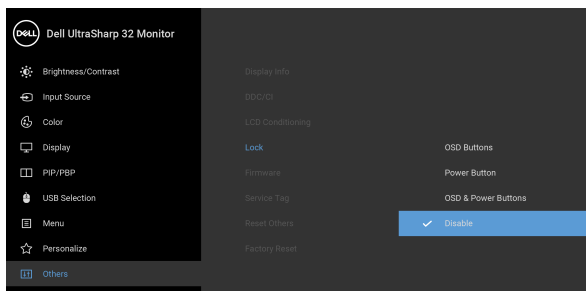 DELL Dell UltraSharp 32 Monitor
Brightness/Contrast
Input Source
Color
Display
PIP/PBP
USB Selection
Menu
Personalize
Others
Display Info
DDC/CI
LCD Conditioning
Lock
Firmware
Service Tag
Reset Others
Factory Reset
OSD Buttons
Power Button
OSD & Power Buttons
Disable